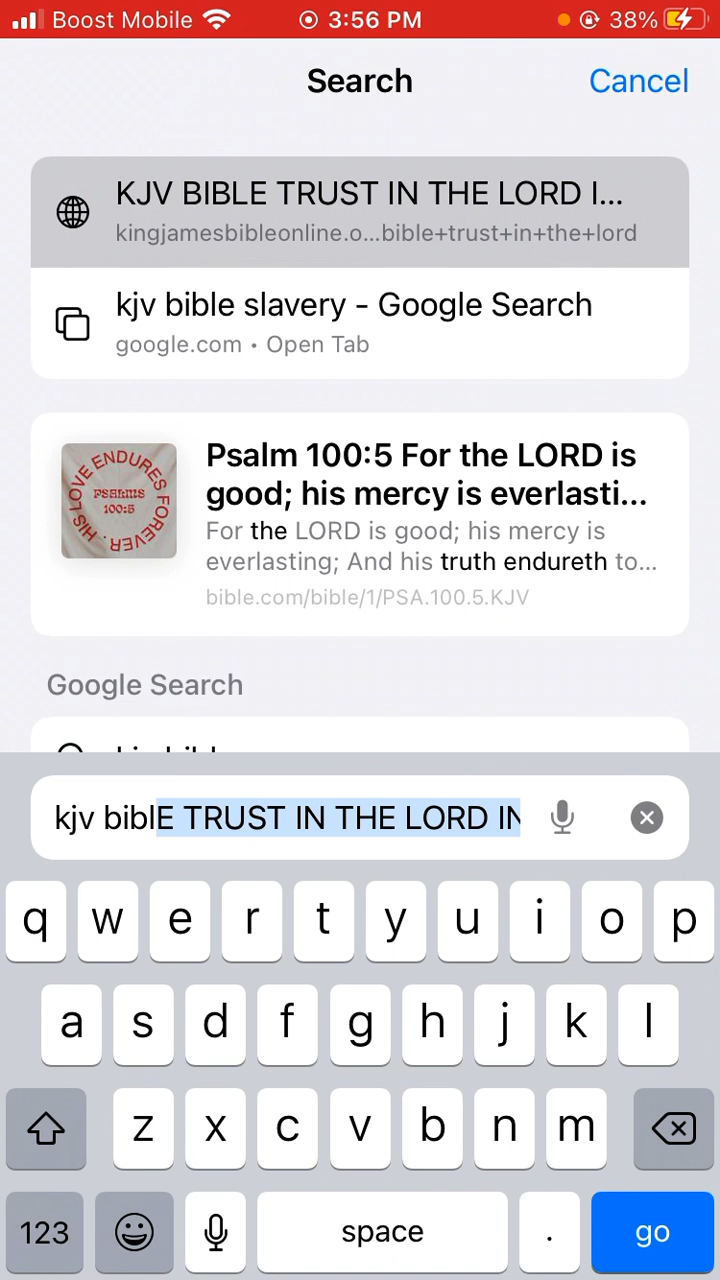 Boost Mobile 3:56 PM 38%
Search Cancel
KJV BIBLE TRUST IN THE LORD I...
kingjamesbibleonline.o...bible+trust+in+the+lord
kjv bible slavery - Google Search
google.com • Open Tab
Psalm 100:5 For the LORD is
good; his mercy is everlasti...
For the LORD is good; his mercy is
everlasting; And his truth endureth to...
bible.com/bible/1/PSA.100.5.KJV
HIS LOVE ENDURES FOREVER.
PSALMS
100:5
Google Search
kjv biblE TRUST IN THE LORD IN
q w e r t y u i o p
a s d f g h j k l
z x c v b n m
123 space . go